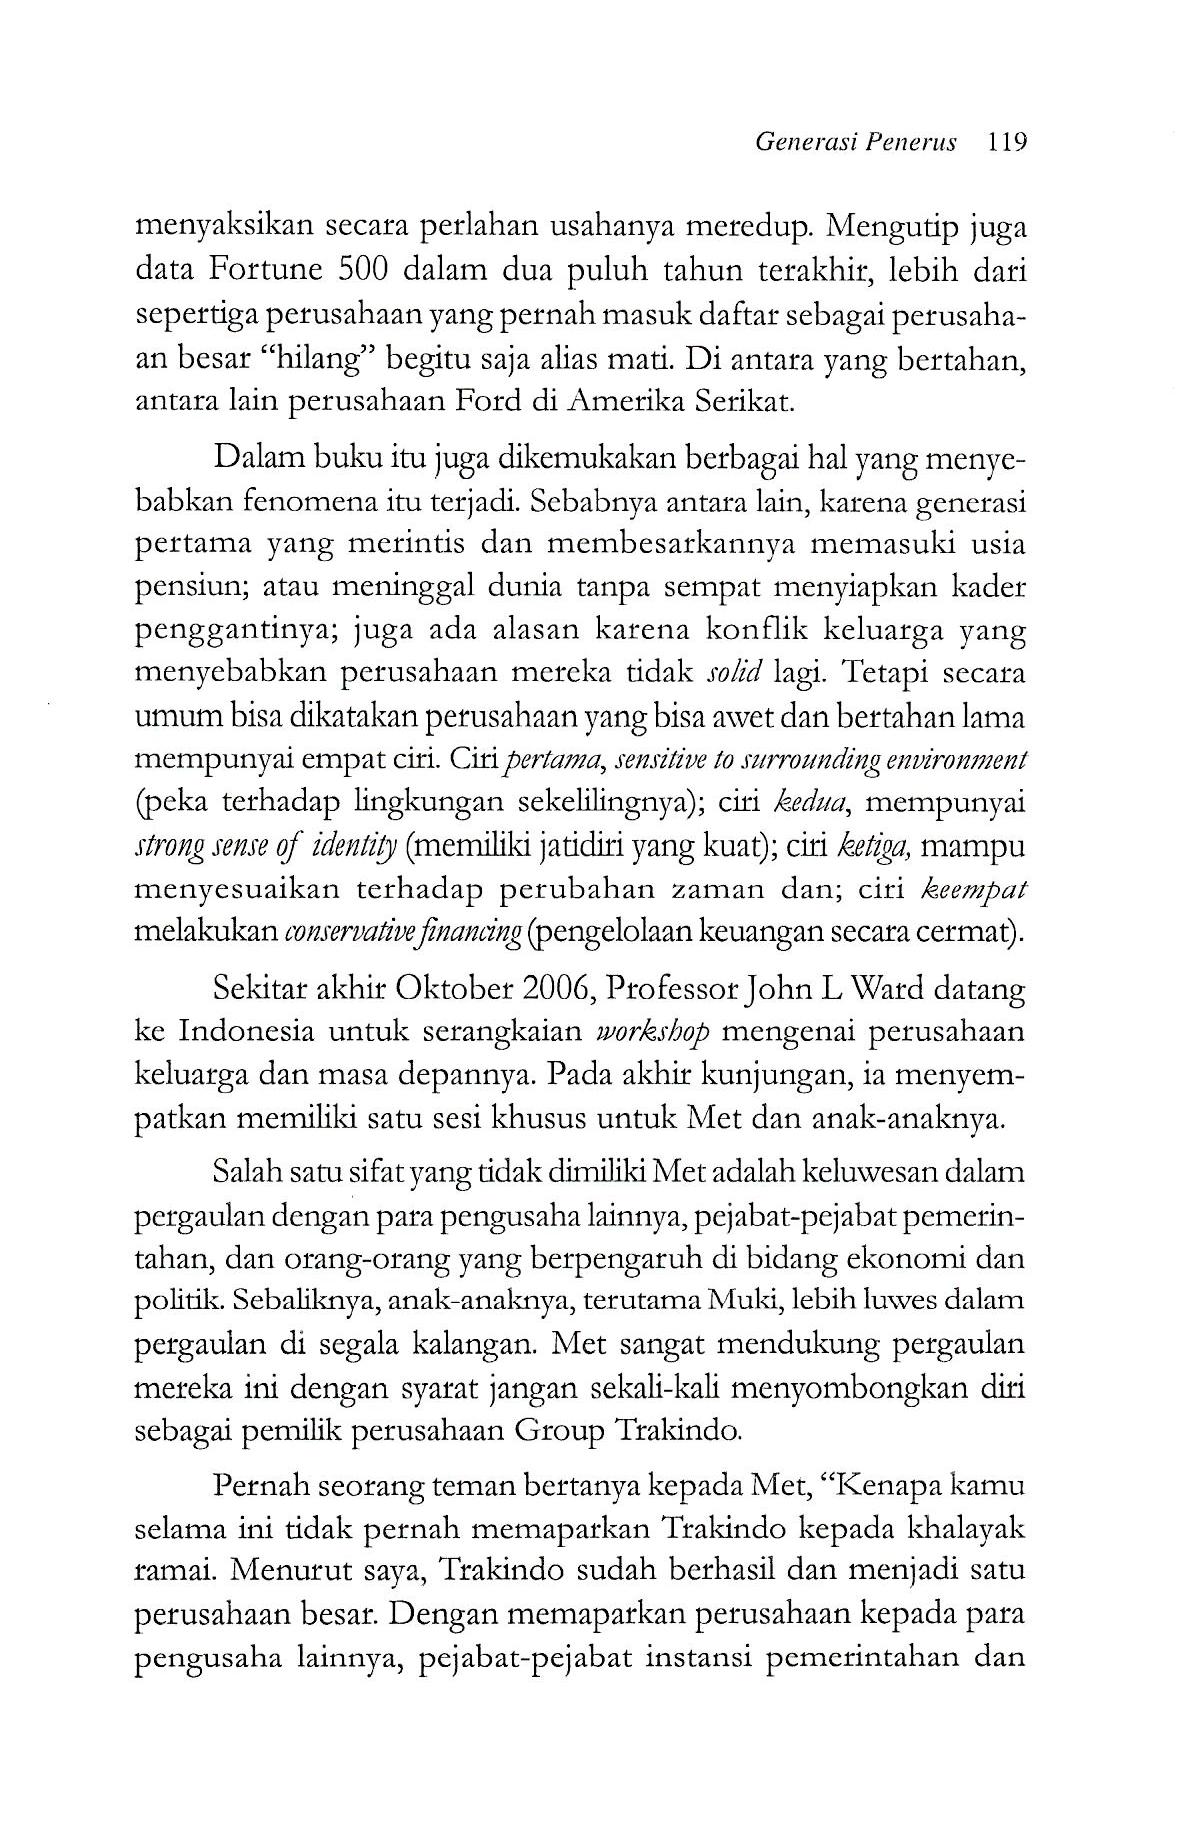 Generasi Penerus 119
menyaksikan secara perlahan usahanya meredup. Mengutip juga
data Fortune 500 dalam dua puluh tahun terakhir, lebih dari
sepertiga perusahaan yang pernah masuk daftar sebagai perusaha-
an besar “hilang” begitu saja alias mati. Di antara yang bertahan,
antara lain perusahaan Ford di Amerika Serikat.
Dalam buku itu juga dikemukakan berbagai hal yang menye-
babkan fenomena itu terjadi. Sebabnya antara lain, karena generasi
pertama yang merintis dan membesarkannya memasuki usia
pensiun; atau meninggal dunia tanpa sempat menyiapkan kader
penggantinya; juga ada alasan karena konflik keluarga yang
menyebabkan perusahaan mereka tidak solid lagi. Tetapi secara
umum bisa dikatakan perusahaan yang bisa awet dan bertahan lama
mempunyai empat ciri. Ciri pertama, sensitive to surrounding environment
(peka terhadap lingkungan sekelilingnya); ciri kedua, mempunyai
strong sense of identity (memiliki jatidiri yang kuat); ciri ketiga, mampu
menyesuaikan terhadap perubahan zaman dan; ciri keempat
melakukan conservative financing (pengelolaan keuangan secara cermat).
Sekitar akhir Oktober 2006, Professor John L Ward datang
ke Indonesia untuk serangkaian workshop mengenai perusahaan
keluarga dan masa depannya. Pada akhir kunjungan, ia menyem-
patkan memiliki satu sesi khusus untuk Met dan anak-anaknya.
Salah satu sifat yang tidak dimiliki Met adalah keluwesan dalam
pergaulan dengan para pengusaha lainnya, pejabat-pejabat pemerin-
tahan, dan orang-orang yang berpengaruh di bidang ekonomi dan
politik. Sebaliknya, anak-anaknya, terutama Muki, lebih luwes dalam
pergaulan di segala kalangan. Met sangat mendukung pergaulan
mereka ini dengan syarat jangan sekali-kali menyombongkan diri
sebagai pemilik perusahaan Group Trakindo.
Pernah seorang teman bertanya kepada Met, “Kenapa kamu
selama ini tidak pernah memaparkan Trakindo kepada khalayak
ramai. Menurut saya, Trakindo sudah berhasil dan menjadi satu
perusahaan besar. Dengan memaparkan perusahaan kepada para
pengusaha lainnya, pejabat-pejabat instansi pemerintahan dan